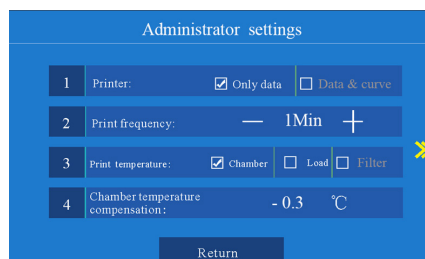 Administrator settings
1 Printer: Only data Data & curve
2 Print frequency: — 1Min +
3 Print temperature: Chamber Load Filter
4 Chamber temperature compensation: - 0.3 ℃
Return